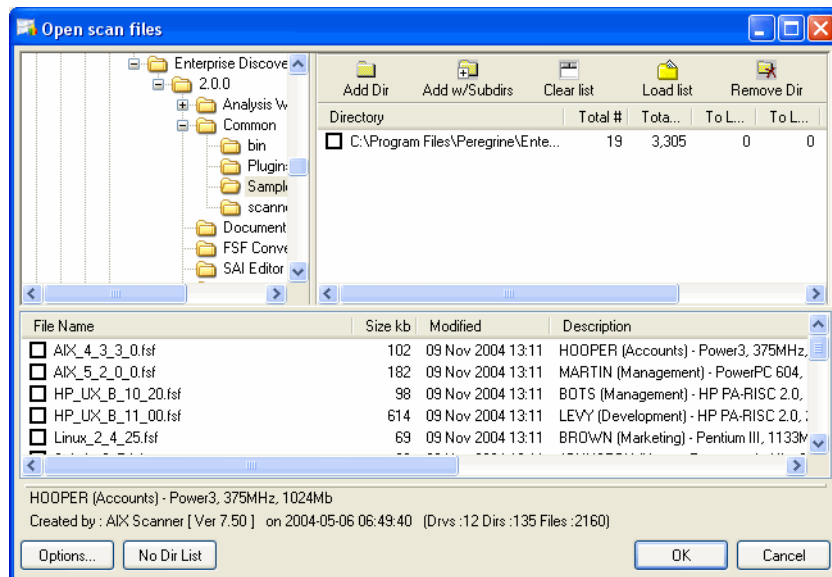 Open scan files
Enterprise Discove
2.0.0
Analysis W
Common
bin
Plugin:
Sampl
scann
Document
FSF Conve
SAI Editor
Add Dir Add w/Subdirs Clear list Load list Remove Dir
Directory Total # Tota... To L... To L...
C:\Program Files\Peregrine\Ente... 19 3,305 0 0
File Name Size kb Modified Description
AIX_4_3_3_0.fsf 102 09 Nov 2004 13:11 HOOPER (Accounts) - Power3, 375MHz,
AIX_5_2_0_0.fsf 182 09 Nov 2004 13:11 MARTIN (Management) - PowerPC 604,
HP_UX_B_10_20.fsf 98 09 Nov 2004 13:11 BOTS (Management) - HP PA-RISC 2.0,
HP_UX_B_11_00.fsf 614 09 Nov 2004 13:11 LEVY (Development) - HP PA-RISC 2.0,
Linux_2_4_25.fsf 69 09 Nov 2004 13:11 BROWN (Marketing) - Pentium III, 1133M
HOOPER (Accounts) - Power3, 375MHz, 1024Mb
Created by : AIX Scanner [ Ver 7.50 ] on 2004-05-06 06:49:40 (Drvs :12 Dirs :135 Files :2160)
Options... No Dir List OK Cancel